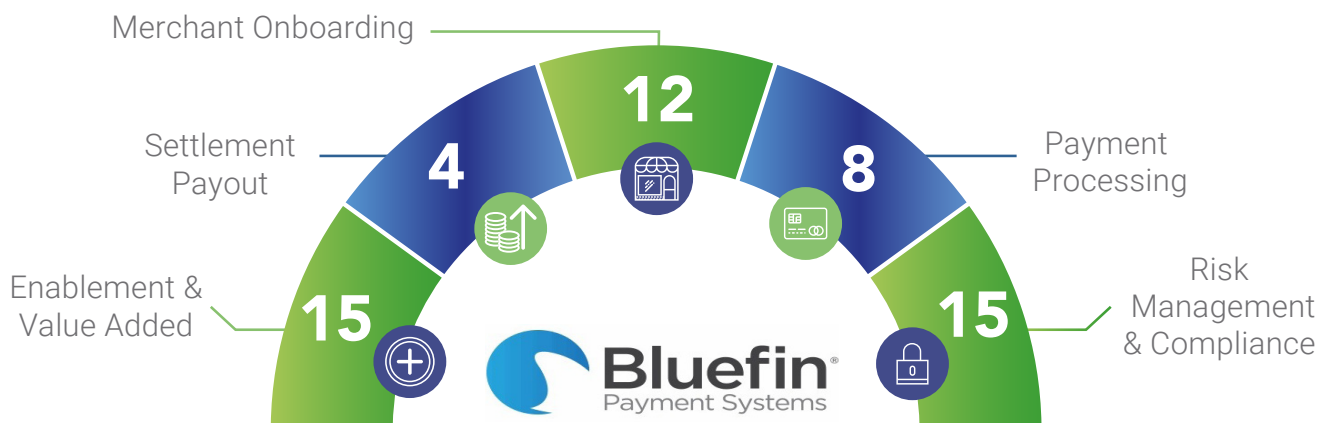 Merchant Onboarding
12
Settlement
Payout
4
8
Payment
Processing
Enablement &
Value Added
15
15
Risk
Management
& Compliance
0
Bluefin®
Payment Systems